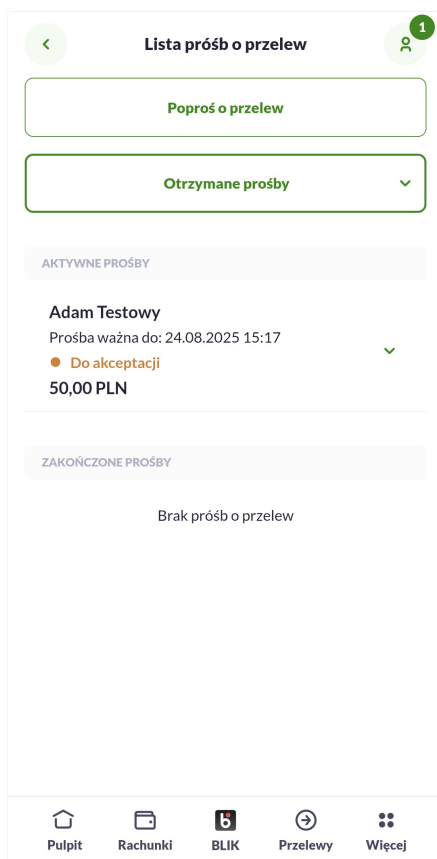 1
Lista próśb o przelew
Poproś o przelew
Otrzymane prośby
AKTYWNE PROŚBY
Adam Testowy
Prośba ważna do: 24.08.2025 15:17
Do akceptacji
50,00 PLN
ZAKOŃCZONE PROŚBY
Brak próśb o przelew
Pulpit Rachunki BLIK Przelewy Więcej